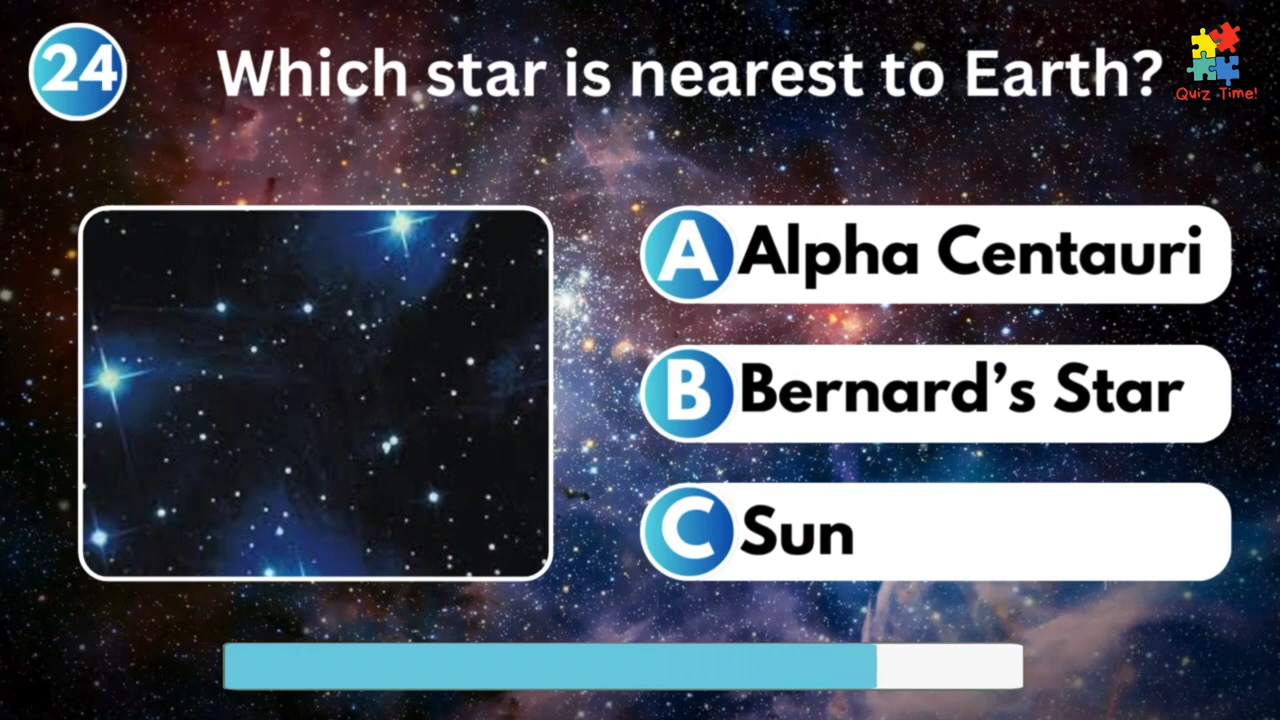 24
Which star is nearest to Earth?
Quiz Time!
A Alpha Centauri
B Bernard’s Star
C Sun